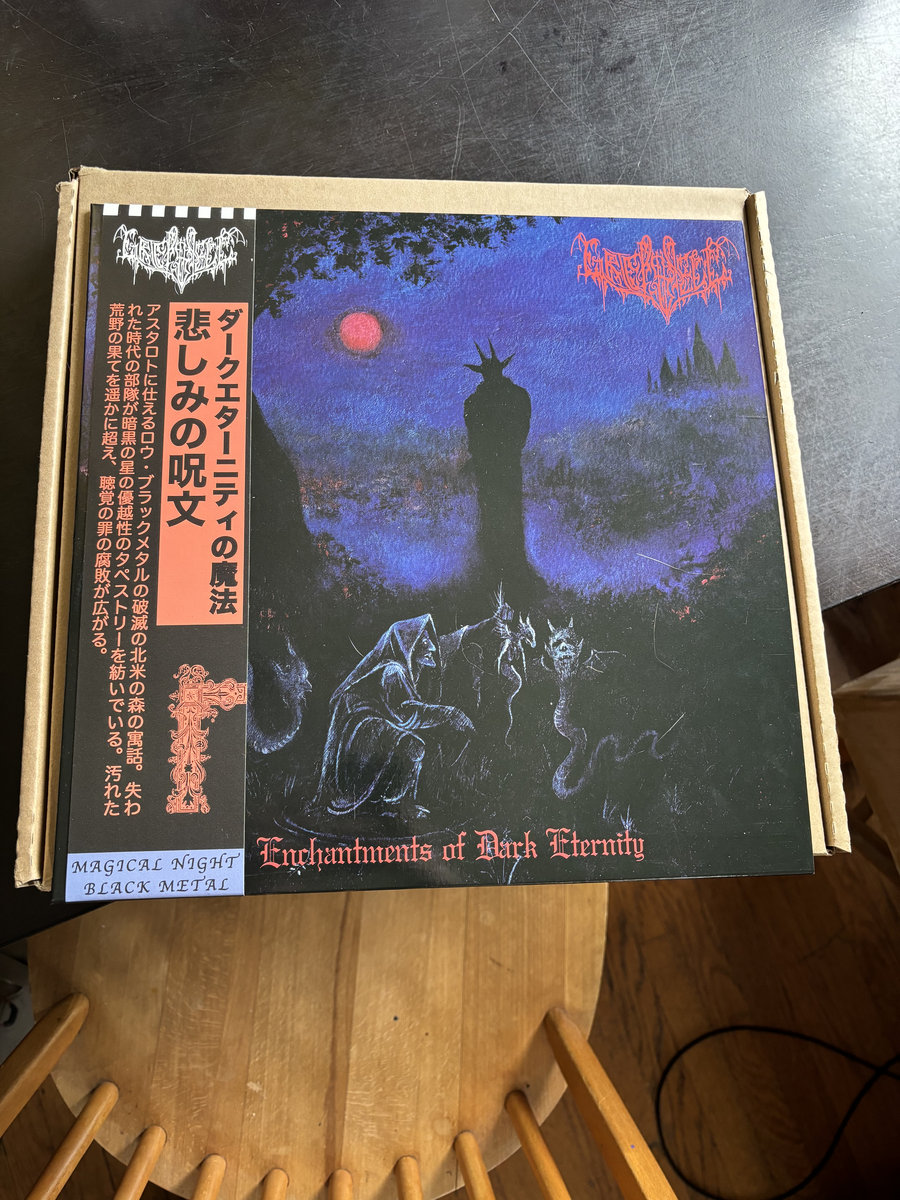 ダークエターニティの魔法
悲しみの呪文
アスタロトに仕えるロウ・ブラックメタルの破滅の北米の森の寓話。失わ
れた時代の部隊が暗黒の星の優越性のタペストリーを紡いでいる。汚れた
荒野の果てを遥かに超え、聴覚の罪の腐敗が広がる。
MAGICAL NIGHT
BLACK METAL
Enchantments of Dark Eternity